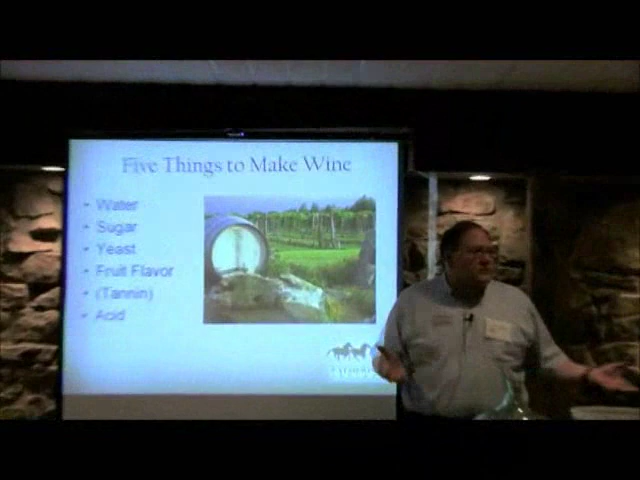 Five Things to Make Wine
• Water
• Sugar
• Yeast
• Fruit Flavor
• (Tannin)
• Acid